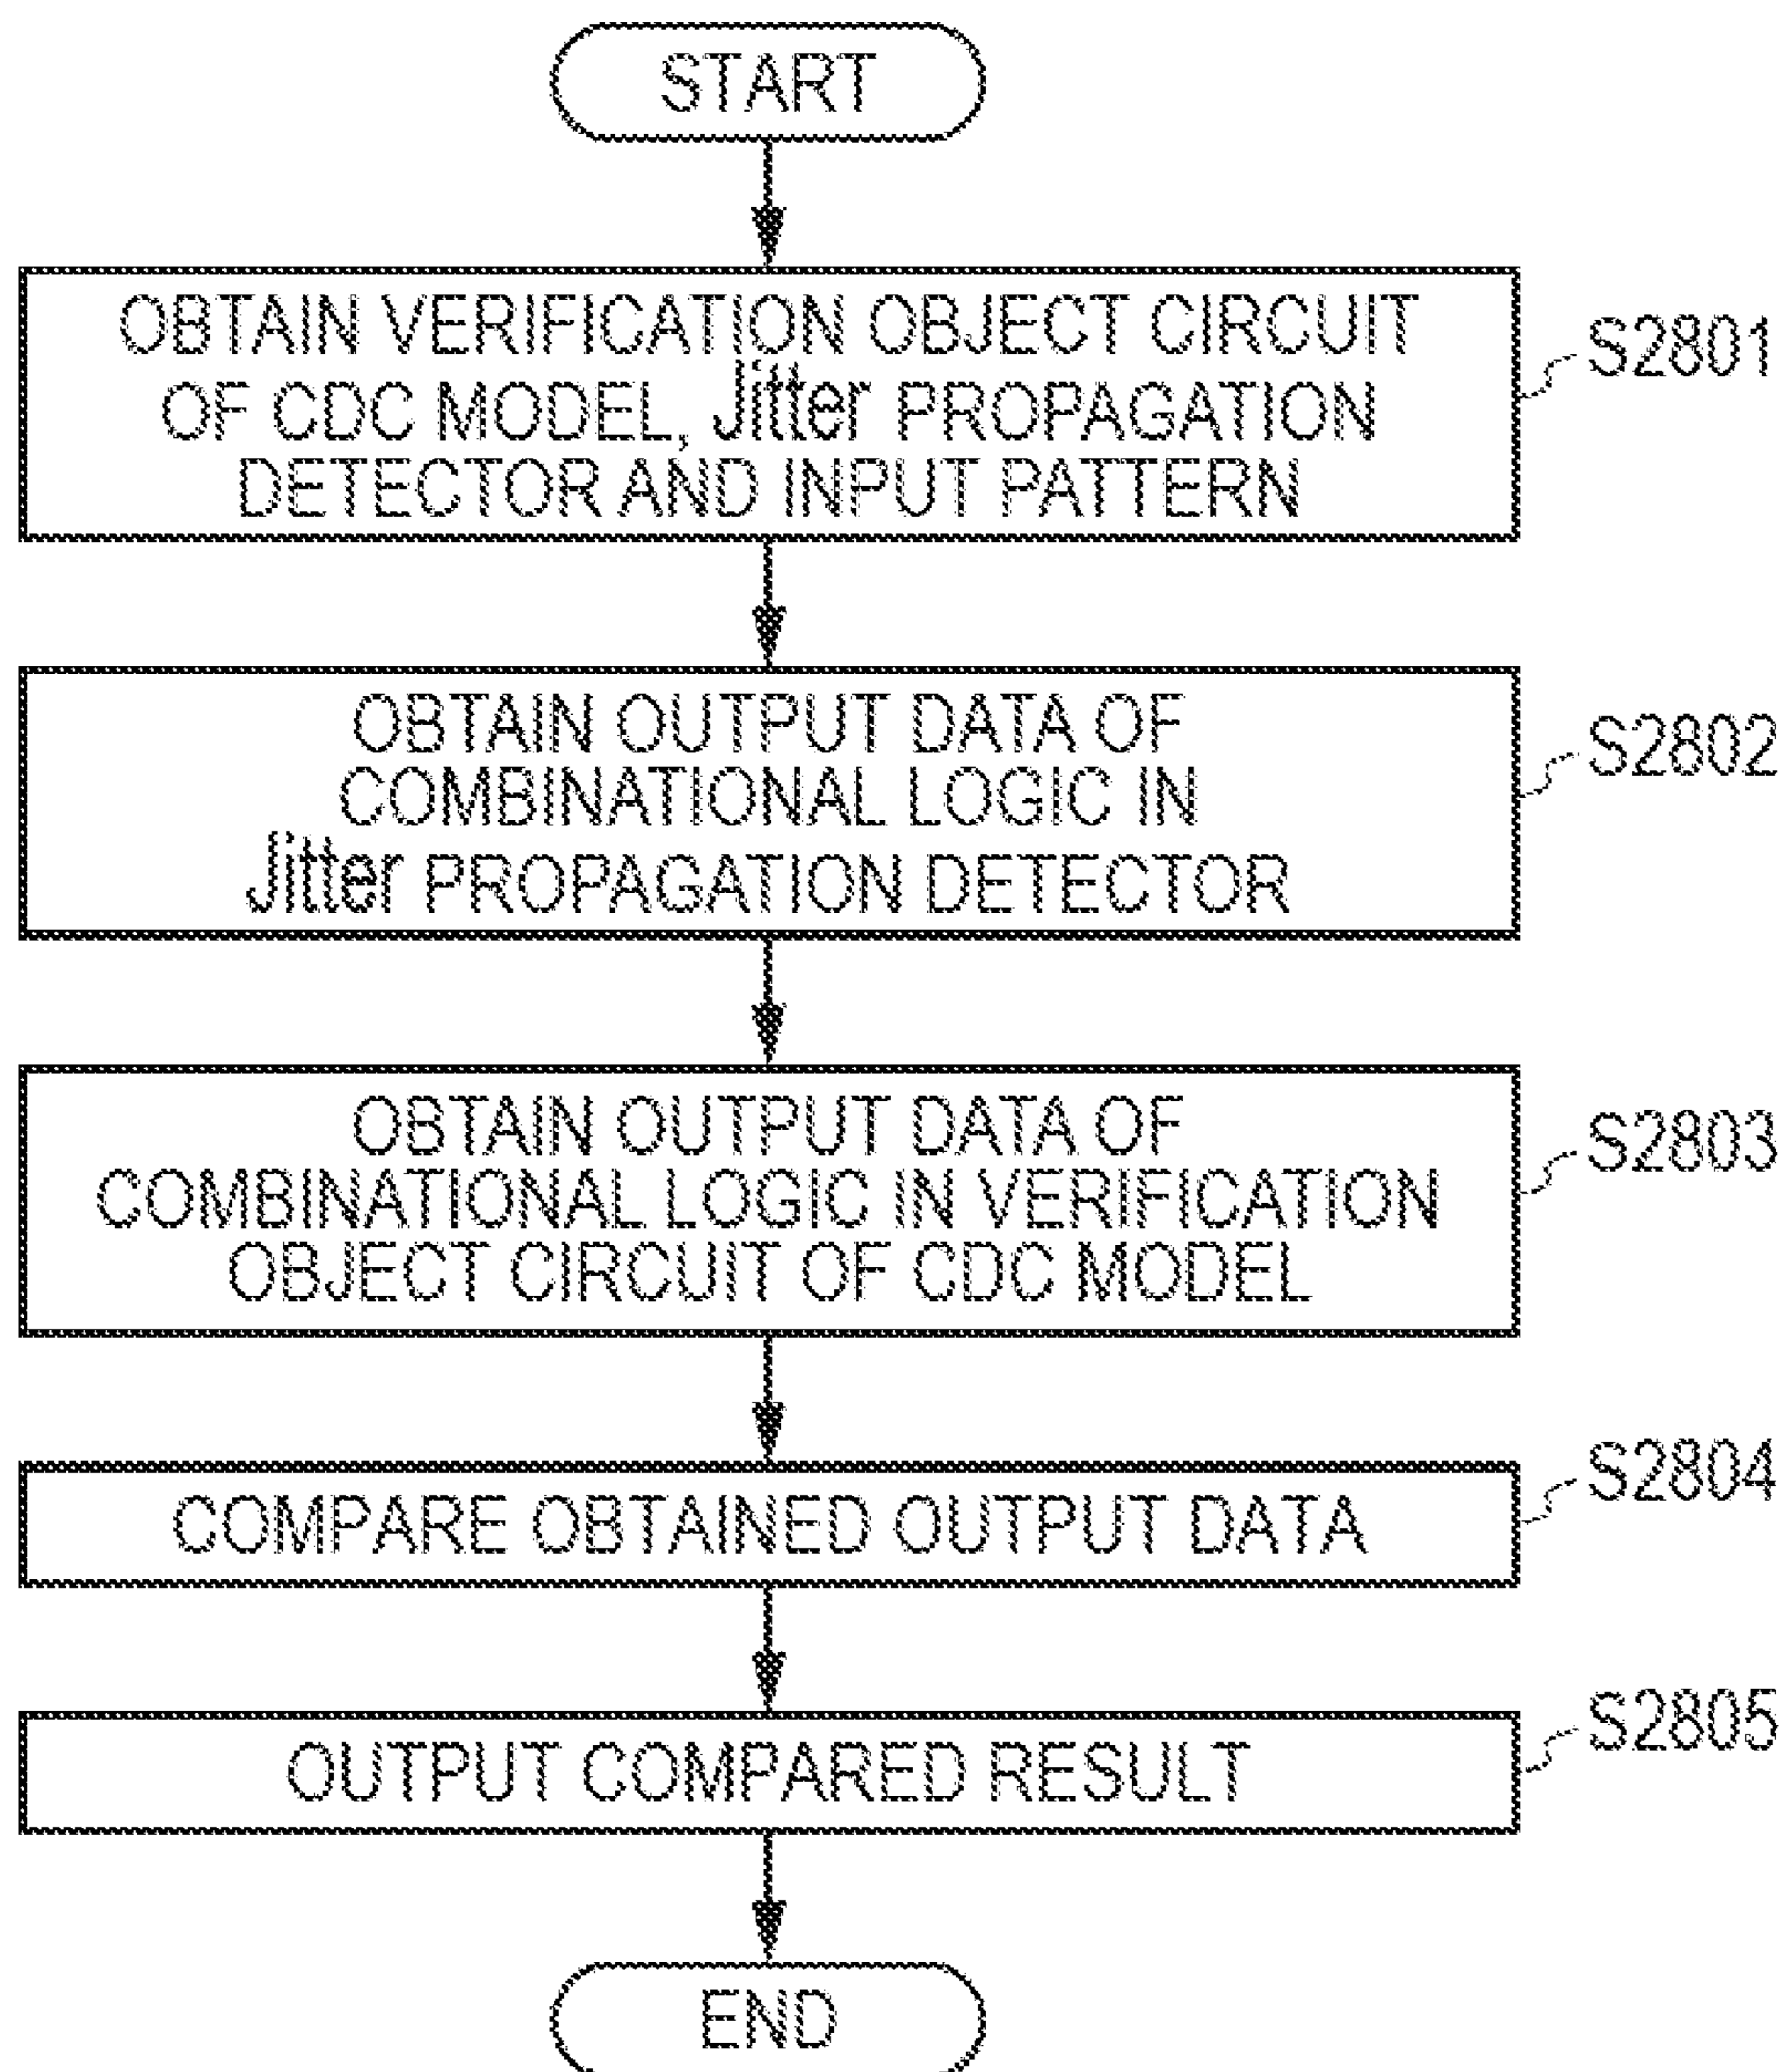 START
OBTAIN VERIFICATION OBJECT CIRCUIT
OF CDC MODEL, Jitter PROPAGATION
DETECTOR AND INPUT PATTERN
S2801
OBTAIN OUTPUT DATA OF
COMBINATIONAL LOGIC IN
Jitter PROPAGATION DETECTOR
S2802
OBTAIN OUTPUT DATA OF
COMBINATIONAL LOGIC IN VERIFICATION
OBJECT CIRCUIT OF CDC MODEL
S2803
COMPARE OBTAINED OUTPUT DATA
S2804
OUTPUT COMPARED RESULT
S2805
END